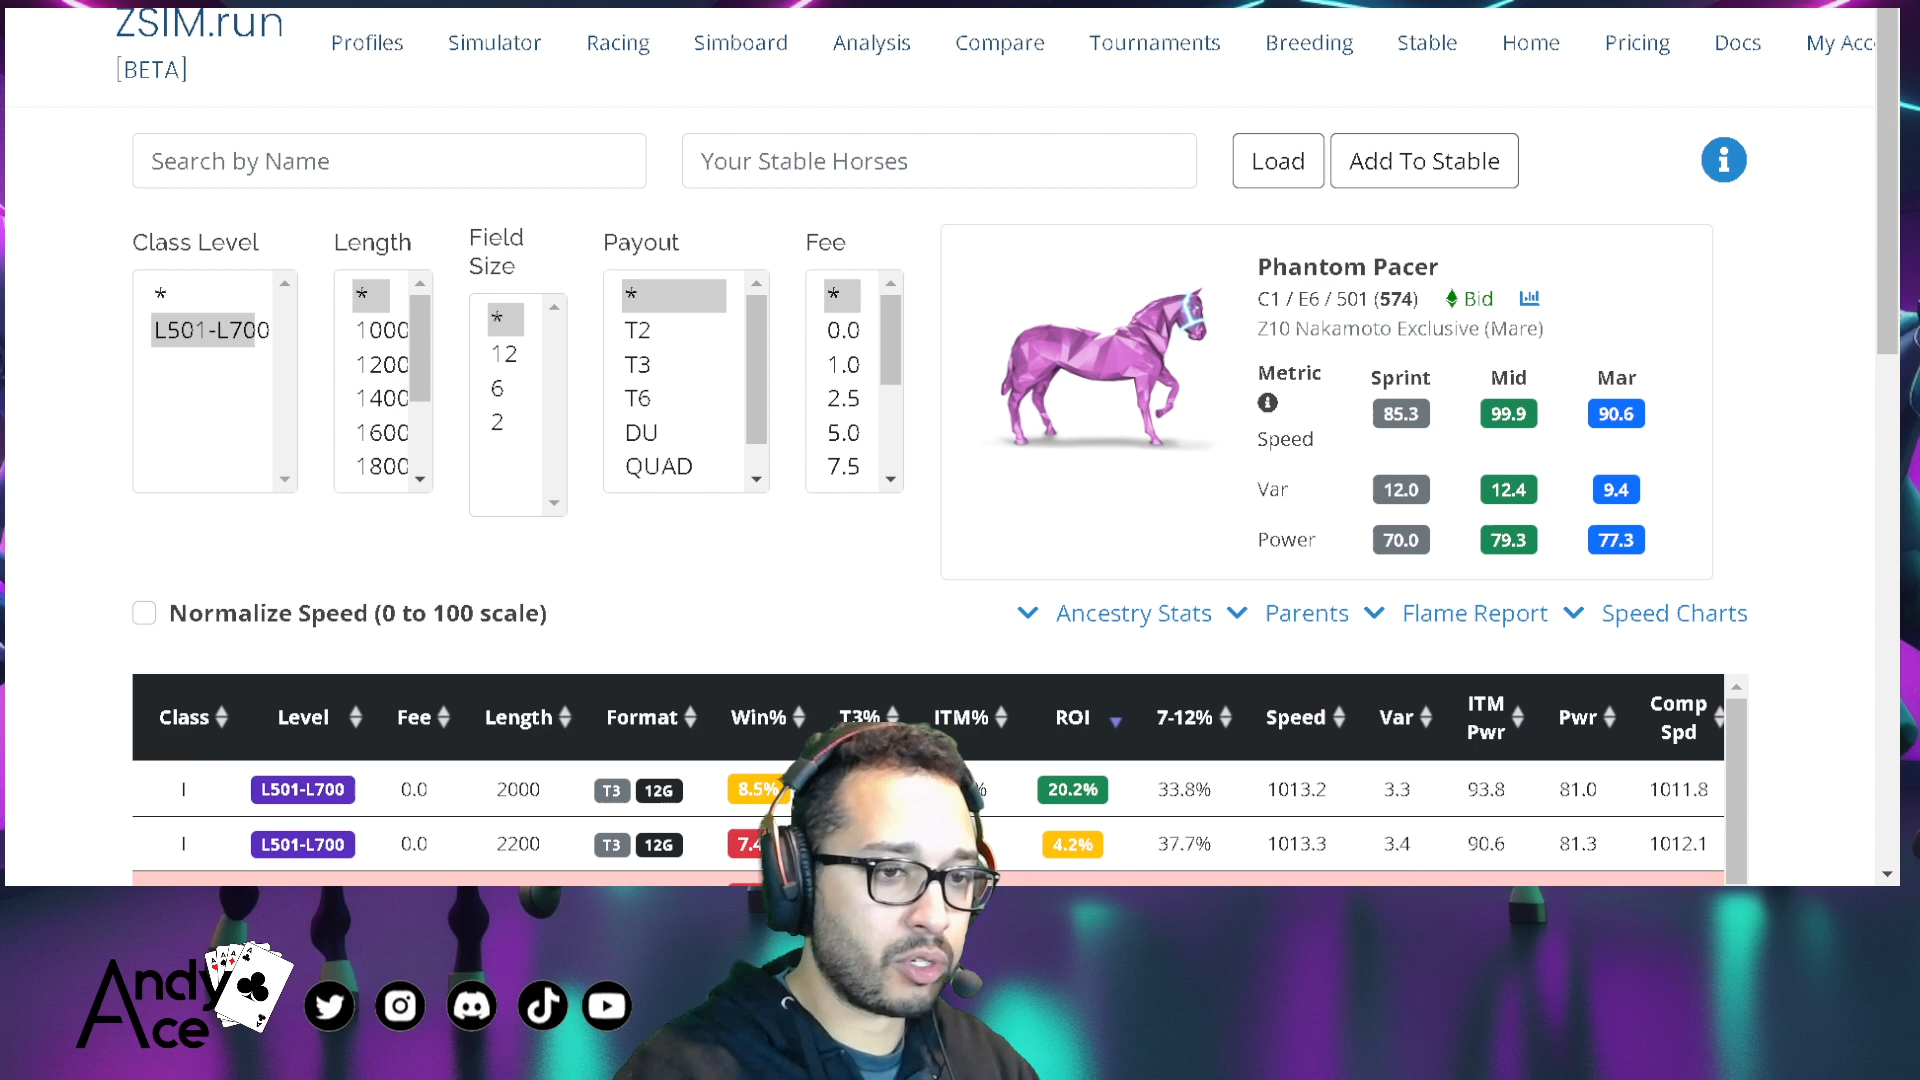 ZSIM.run
[BETA]
Profiles Simulator Racing Simboard Analysis Compare Tournaments Breeding Stable Home Pricing Docs My Acc
Search by Name Your Stable Horses Load Add To Stable
Class Level Length Field Size Payout Fee
*
L501-L700
*
1000
1200
1400
1600
1800
*
12
6
2
*
T2
T3
T6
DU
QUAD
*
0.0
1.0
2.5
5.0
7.5
Phantom Pacer
C1 / E6 / 501 (574) Bid
Z10 Nakamoto Exclusive (Mare)
Metric Sprint Mid Mar
Speed 85.3 99.9 90.6
Var 12.0 12.4 9.4
Power 70.0 79.3 77.3
Normalize Speed (0 to 100 scale) Ancestry Stats Parents Flame Report Speed Charts
Class Level Fee Length Format Win% T3% ITM% ROI 7-12% Speed Var ITM Pwr Pwr Comp Spd
I L501-L700 0.0 2000 T3 12G 8.5% % 20.2% 33.8% 1013.2 3.3 93.8 81.0 1011.8
I L501-L700 0.0 2200 T3 12G 7.4 4.2% 37.7% 1013.3 3.4 90.6 81.3 1012.1
Andy
Ace